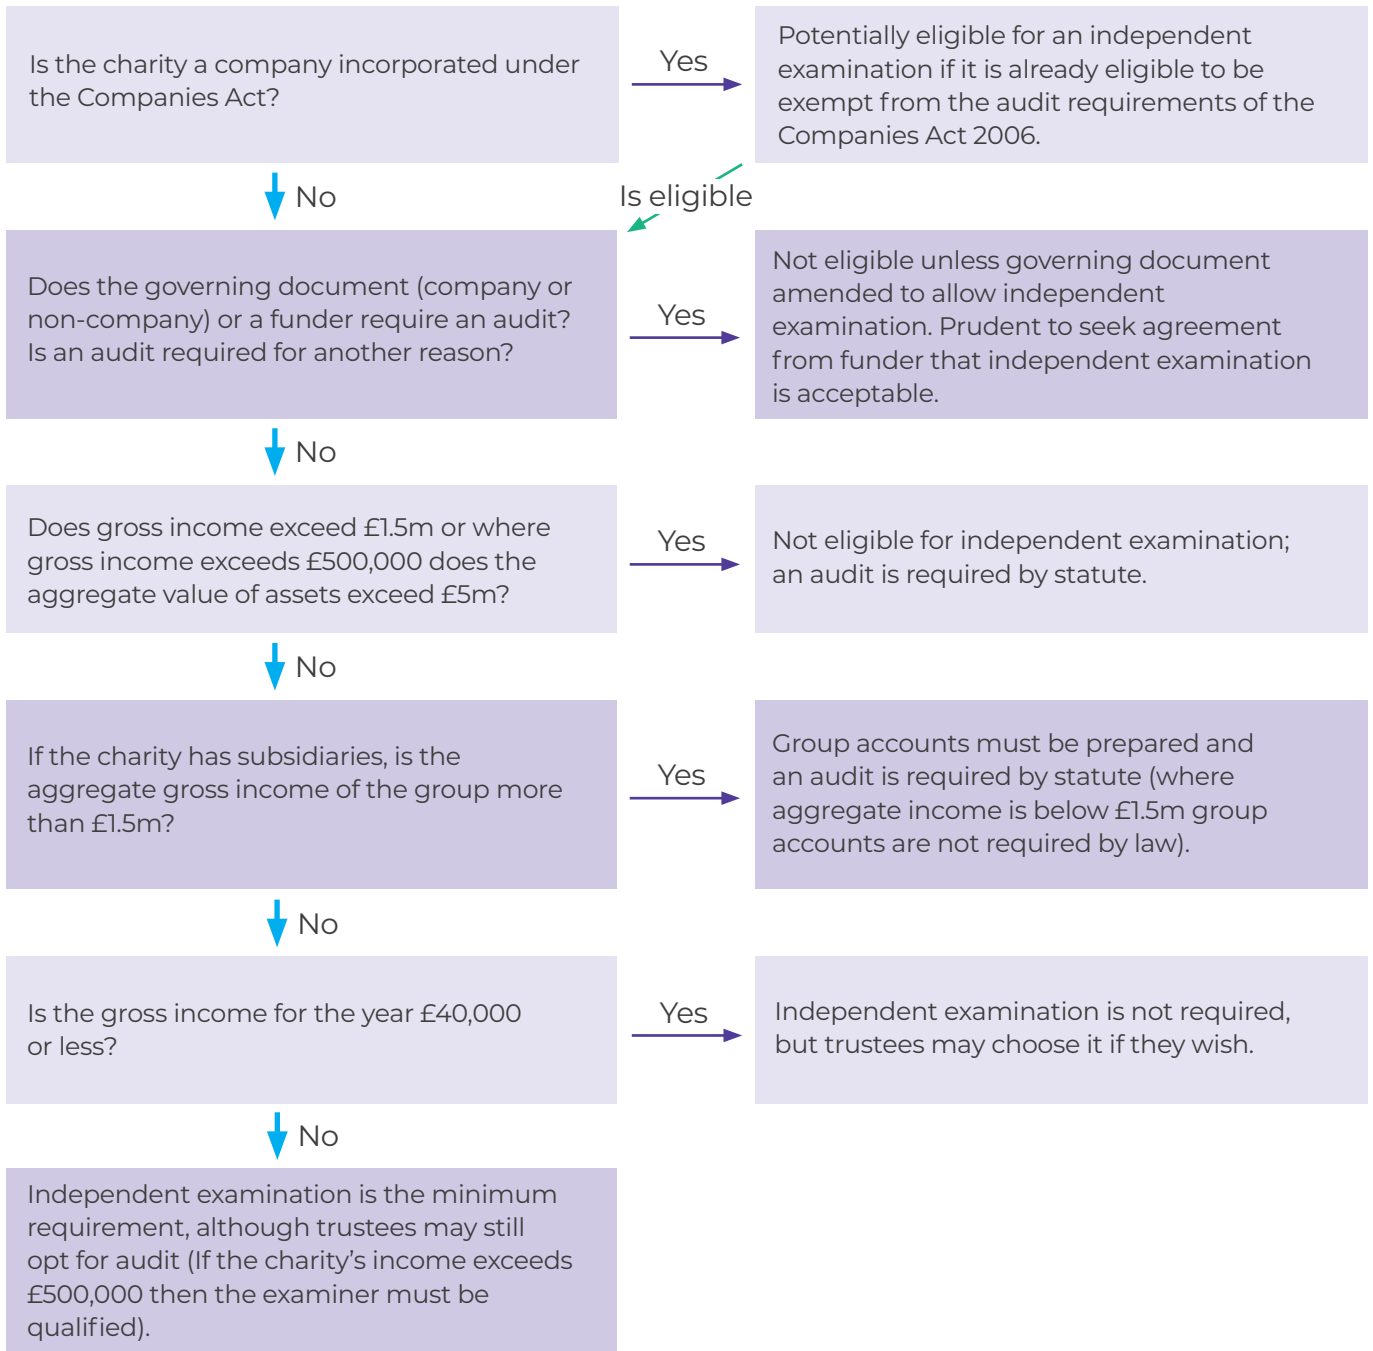 Is the charity a company incorporated under
the Companies Act?
Yes
Potentially eligible for an independent
examination if it is already eligible to be
exempt from the audit requirements of the
Companies Act 2006.
No
Is eligible
Does the governing document (company or
non-company) or a funder require an audit?
Is an audit required for another reason?
Yes
Not eligible unless governing document
amended to allow independent
examination. Prudent to seek agreement
from funder that independent examination
is acceptable.
No
Does gross income exceed £1.5m or where
gross income exceeds £500,000 does the
aggregate value of assets exceed £5m?
Yes
Not eligible for independent examination;
an audit is required by statute.
No
If the charity has subsidiaries, is the
aggregate gross income of the group more
than £1.5m?
Yes
Group accounts must be prepared and
an audit is required by statute (where
aggregate income is below £1.5m group
accounts are not required by law).
No
Is the gross income for the year £40,000
or less?
Yes
Independent examination is not required,
but trustees may choose it if they wish.
No
Independent examination is the minimum
requirement, although trustees may still
opt for audit (If the charity’s income exceeds
£500,000 then the examiner must be
qualified).